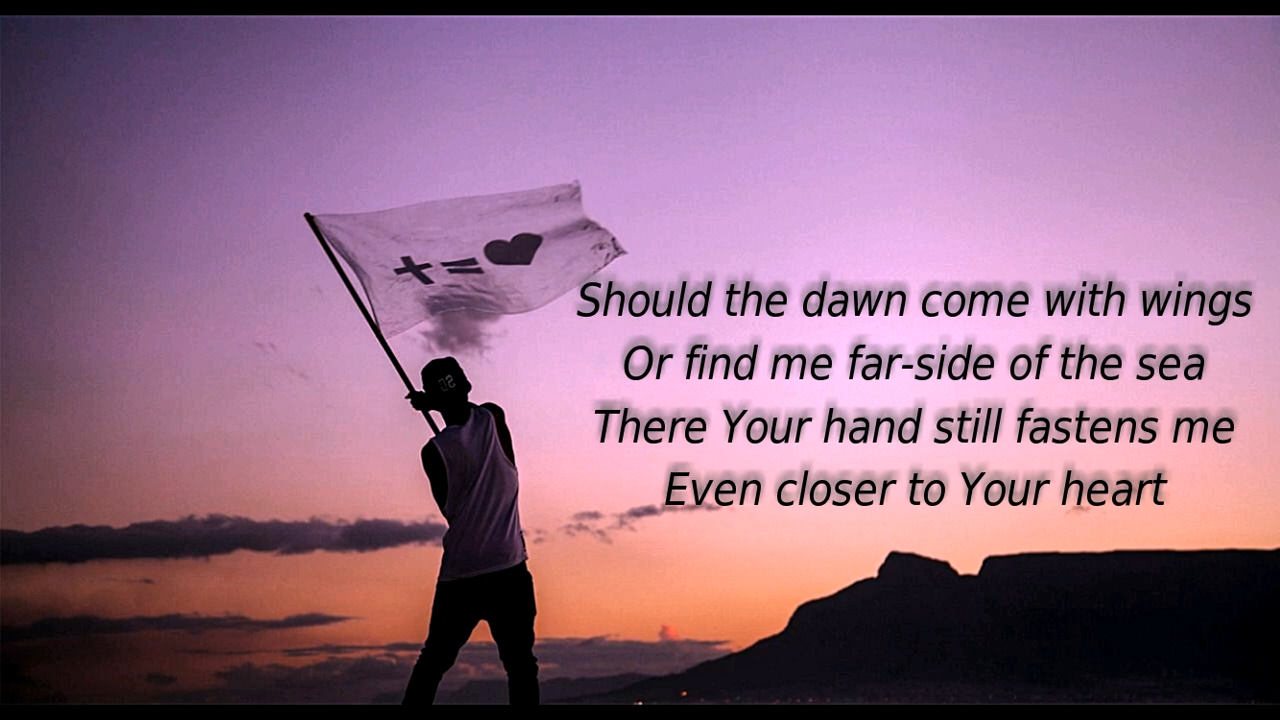 + = ♥
Should the dawn come with wings
Or find me far-side of the sea
There Your hand still fastens me
Even closer to Your heart